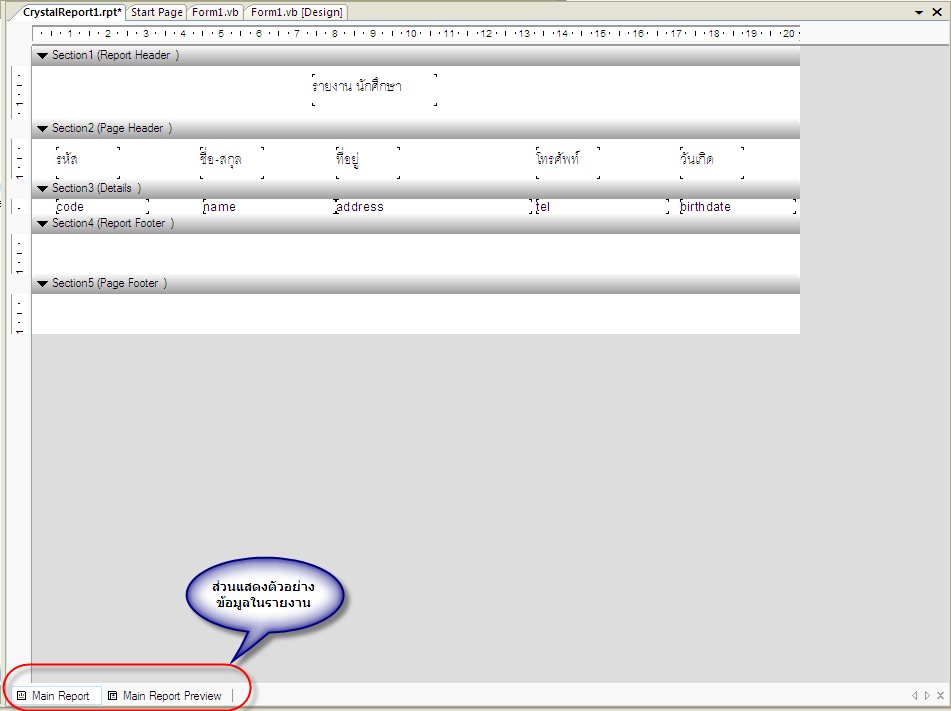 CrystalReport1.rpt* Start Page Form1.vb Form1.vb [Design]
1 2 3 4 5 6 7 8 9 10 11 12 13 14 15 16 17 18 19 20
Section1 (Report Header )
รายงาน นักศึกษา
Section2 (Page Header )
รหัส ชื่อ-สกุล ที่อยู่ โทรศัพท์ วันเกิด
Section3 (Details )
code name address tel birthdate
Section4 (Report Footer )
Section5 (Page Footer )
ส่วนแสดงตัวอย่าง
ข้อมูลในรายงาน
Main Report Main Report Preview